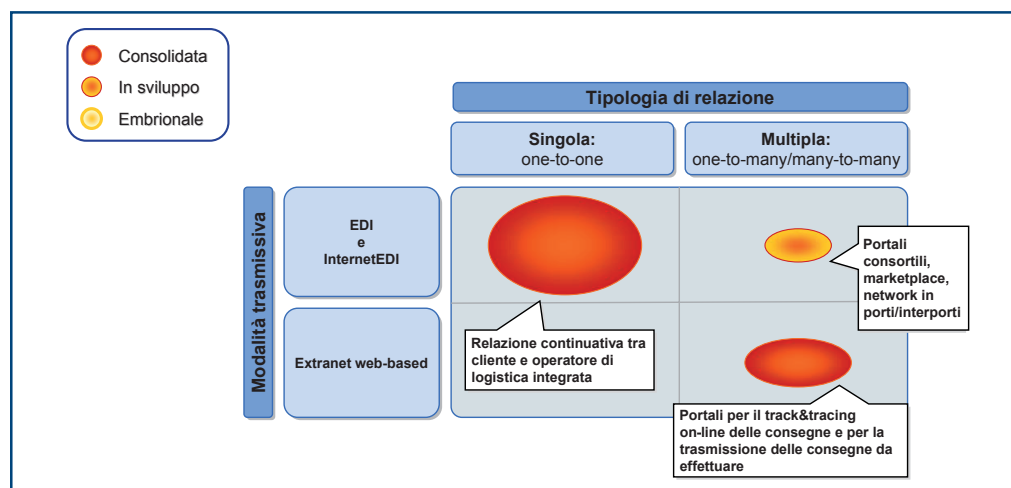 Consolidata
In sviluppo
Embrionale
Tipologia di relazione
Singola:
one-to-one
Multipla:
one-to-many/many-to-many
Modalità trasmissiva
EDI
e
InternetEDI
Portali
consortili,
marketplace,
network in
porti/interporti
Extranet web-based
Relazione continuativa tra
cliente e operatore di
logistica integrata
Portali per il track&tracing
on-line delle consegne e per la
trasmissione delle consegne da
effettuare